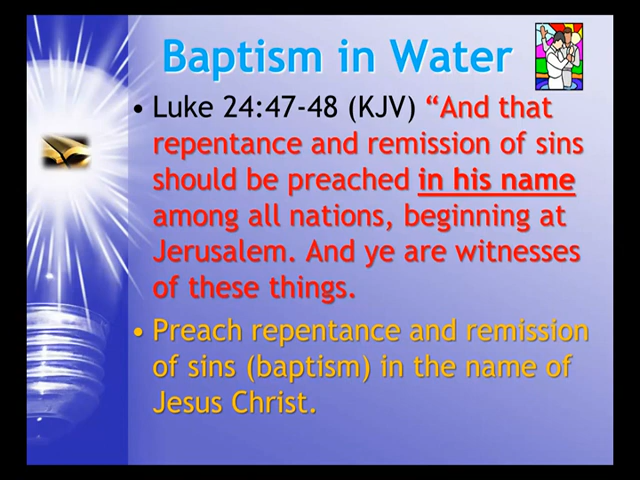 Baptism in Water
• Luke 24:47-48 (KJV) “And that
repentance and remission of sins
should be preached in his name
among all nations, beginning at
Jerusalem. And ye are witnesses
of these things.
• Preach repentance and remission
of sins (baptism) in the name of
Jesus Christ.